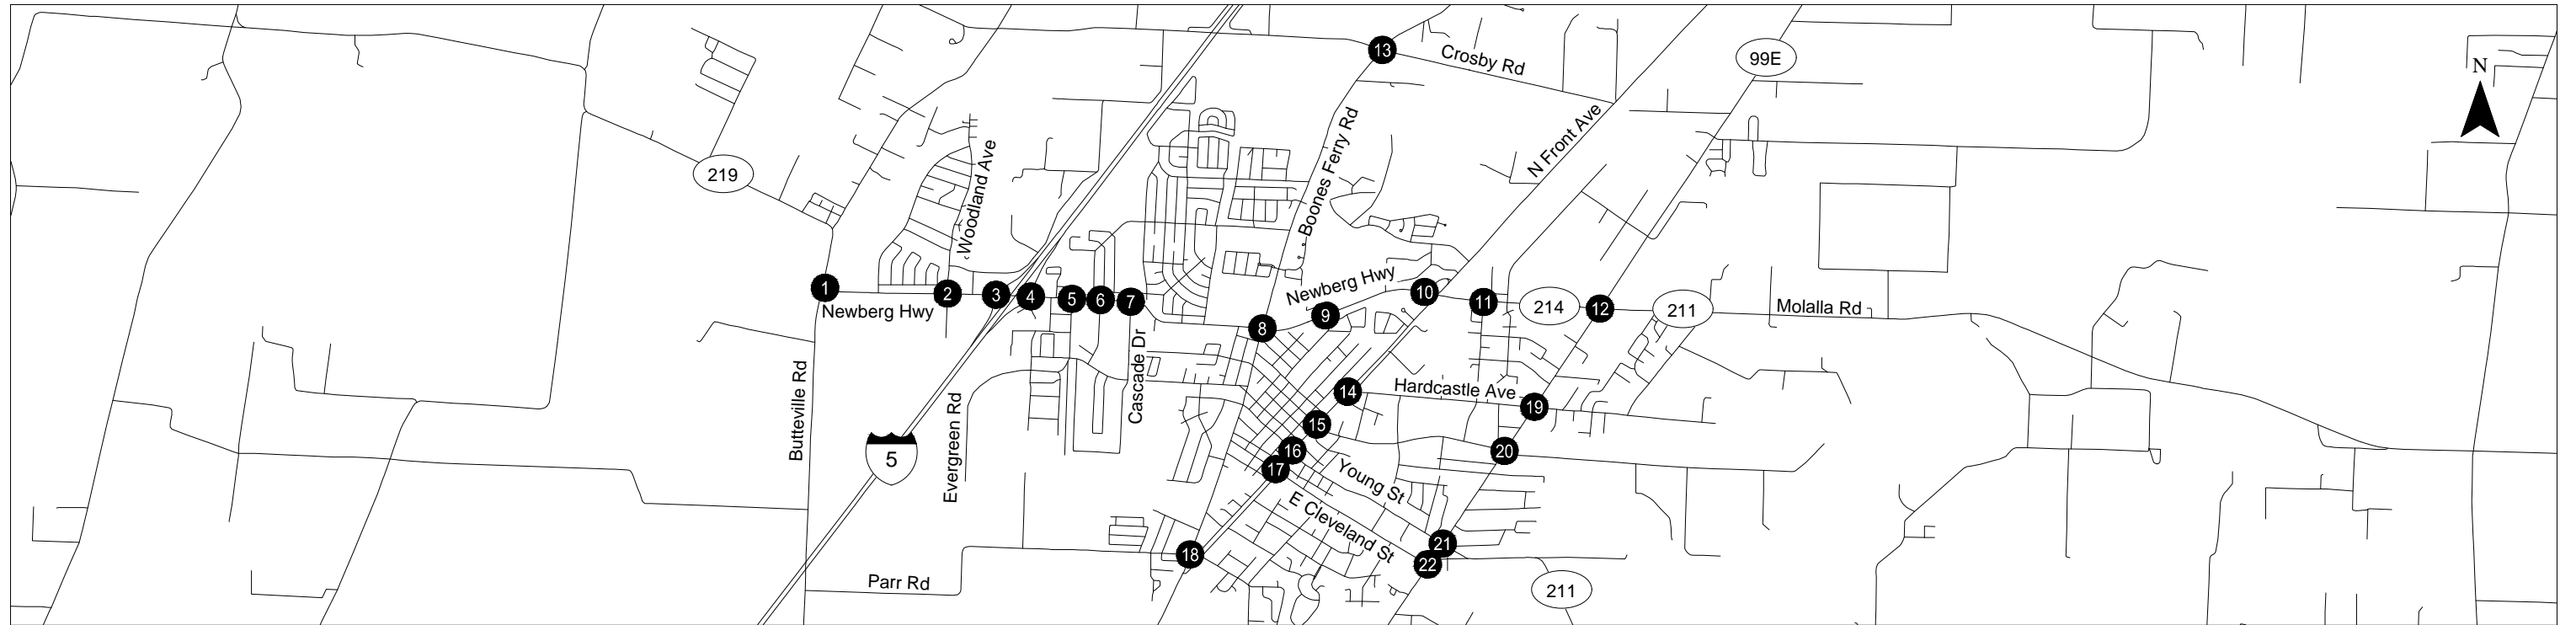 13
Crosby Rd
99E
N
N Front Ave
Boones Ferry Rd
Woodland Ave
219
1
2
3
4
5
6
7
Newberg Hwy
Newberg Hwy
8
9
10
11
214
12
211
Molalla Rd
Butteville Rd
Evergreen Rd
Cascade Dr
14
Hardcastle Ave
19
15
5
16
17
20
Young St
E Cleveland St
18
21
22
Parr Rd
211